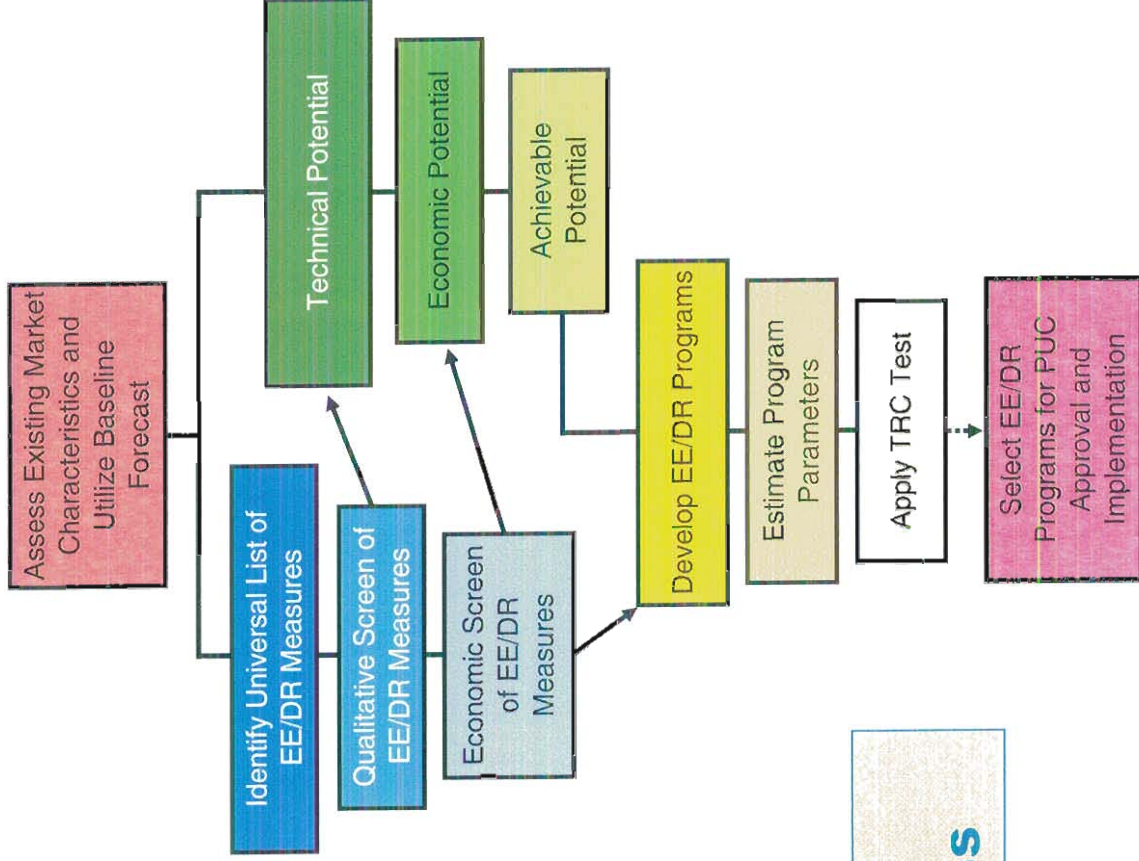 Assess Existing Market
Characteristics and
Utilize Baseline
Forecast
Identify Universal List of
EE/DR Measures
Qualitative Screen of
EE/DR Measures
Economic Screen
of EE/DR
Measures
Technical Potential
Economic Potential
Achievable
Potential
Develop EE/DR Programs
Estimate Program
Parameters
Apply TRC Test
Select EE/DR
Programs for PUC
Approval and
Implementation
s